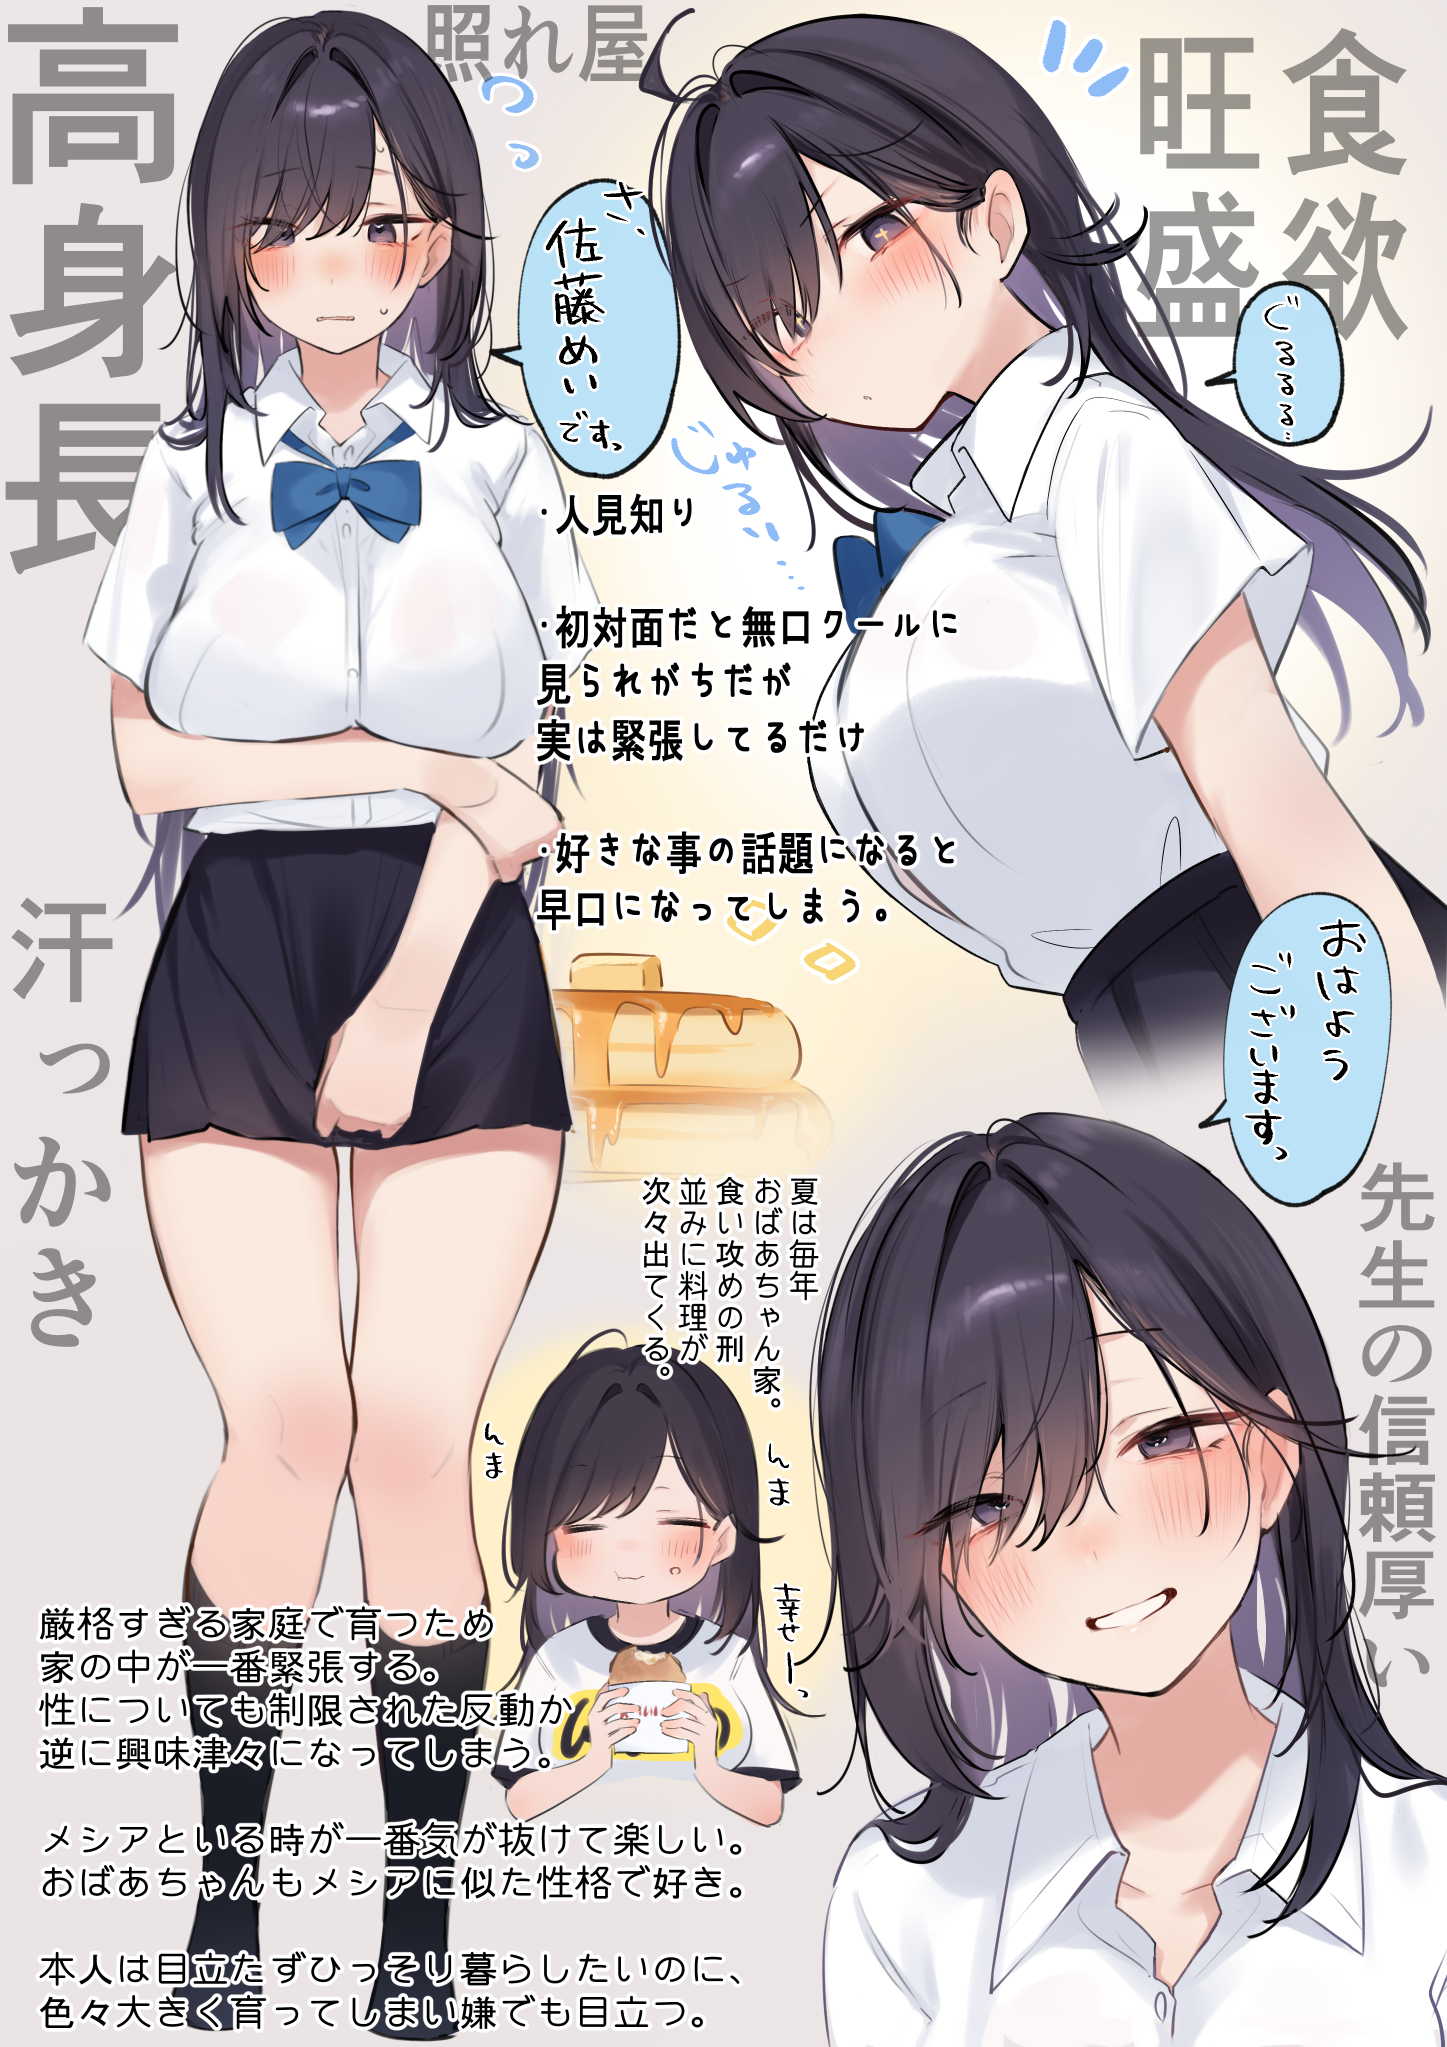 高身長
照れ屋
食欲
旺盛
さ、
佐藤めい
です。
ぐるるる…
じゅる…
・人見知り
・初対面だと無口クールに
見られがちだが
実は緊張してるだけ
・好きな事の話題になると
早口になってしまう。
おはよう
ございますっ
汗っかき
先生の信頼厚い
夏は毎年
おばあちゃん家。
食い攻めの刑
並みに料理が
次々出てくる。
んま
んま
幸せーっ
厳格すぎる家庭で育つため
家の中が一番緊張する。
性についても制限された反動か
逆に興味津々になってしまう。
メシアといる時が一番気が抜けて楽しい。
おばあちゃんもメシアに似た性格で好き。
本人は目立たずひっそり暮らしたいのに、
色々大きく育ってしまい嫌でも目立つ。